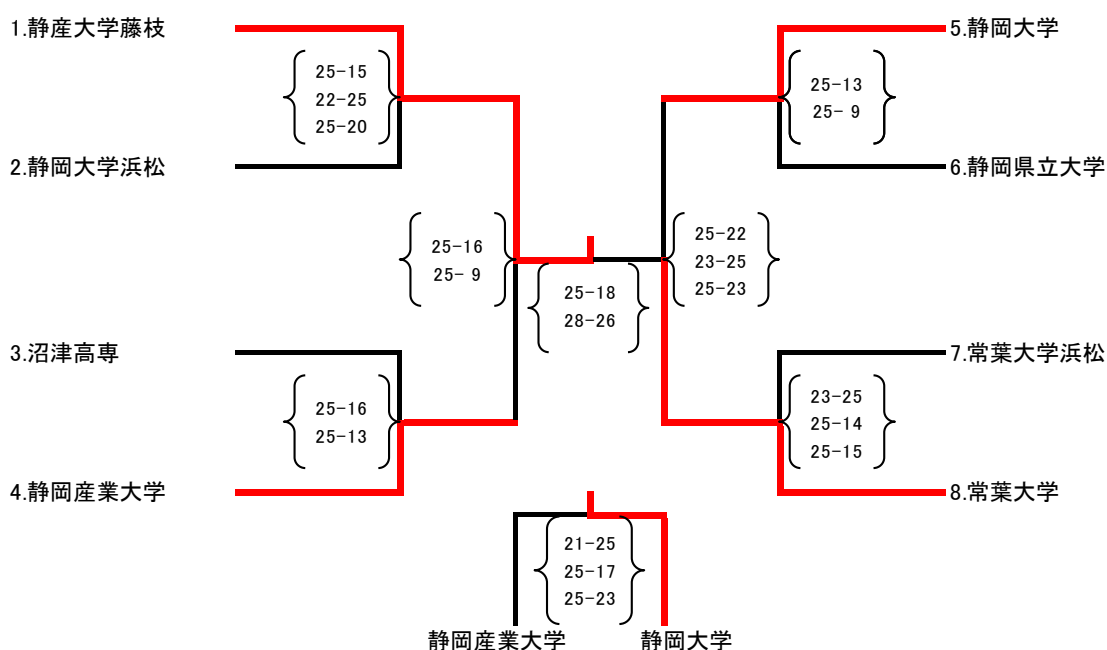 1.静産大学藤枝
25-15
22-25
25-20
2.静岡大学浜松
5.静岡大学
25-13
25- 9
6.静岡県立大学
25-16
25- 9
25-18
28-26
25-22
23-25
25-23
3.沼津高専
25-16
25-13
4.静岡産業大学
7.常葉大学浜松
23-25
25-14
25-15
8.常葉大学
21-25
25-17
25-23
静岡産業大学
静岡大学